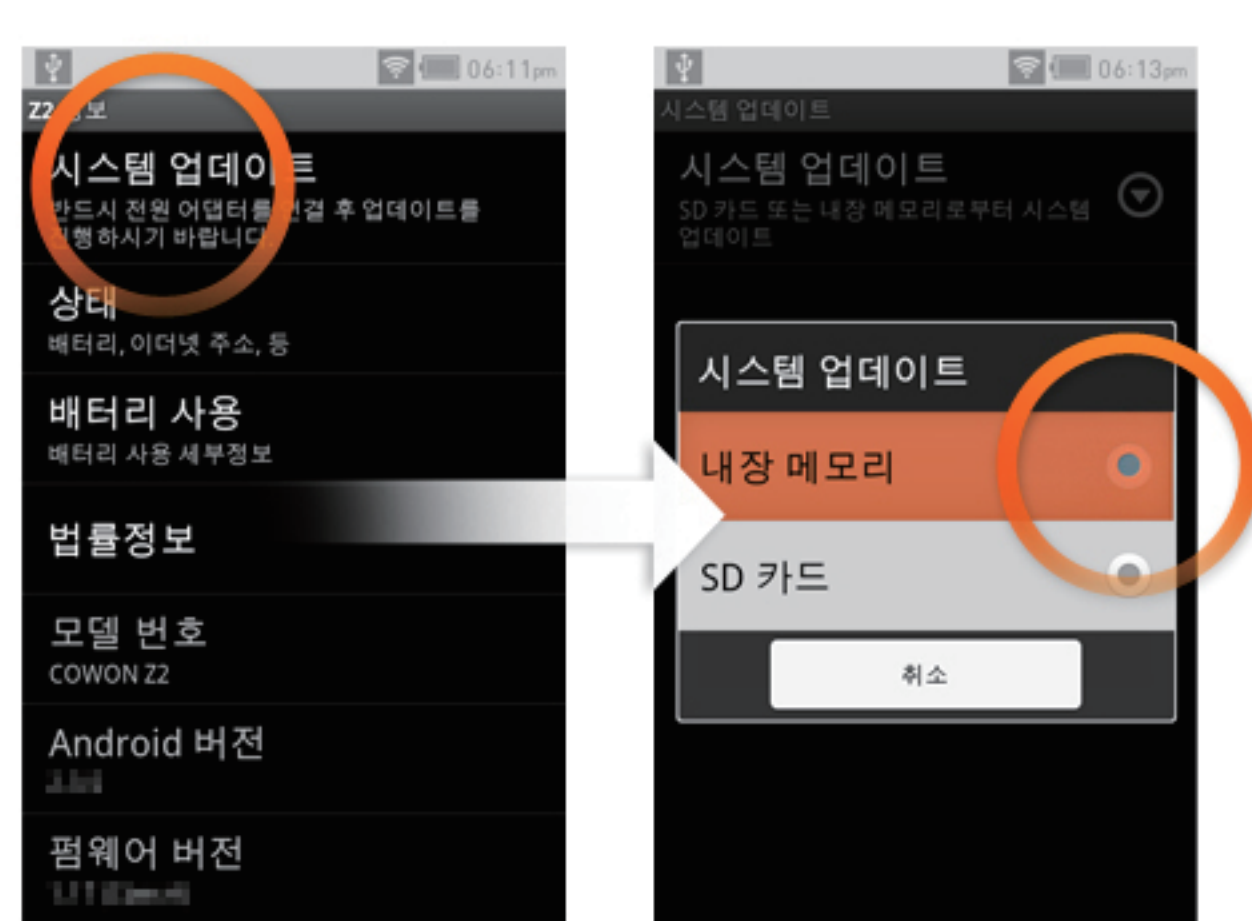 06:11pm
Z2 정보
시스템 업데이트
반드시 전원 어댑터를 연결 후 업데이트를
진행하시기 바랍니다.
상태
배터리, 이더넷 주소, 등
배터리 사용
배터리 사용 세부정보
법률정보
모델 번호
COWON Z2
Android 버전
펌웨어 버전
06:13pm
시스템 업데이트
시스템 업데이트
SD 카드 또는 내장 메모리로부터 시스템
업데이트
시스템 업데이트
내장 메모리
SD 카드
취소